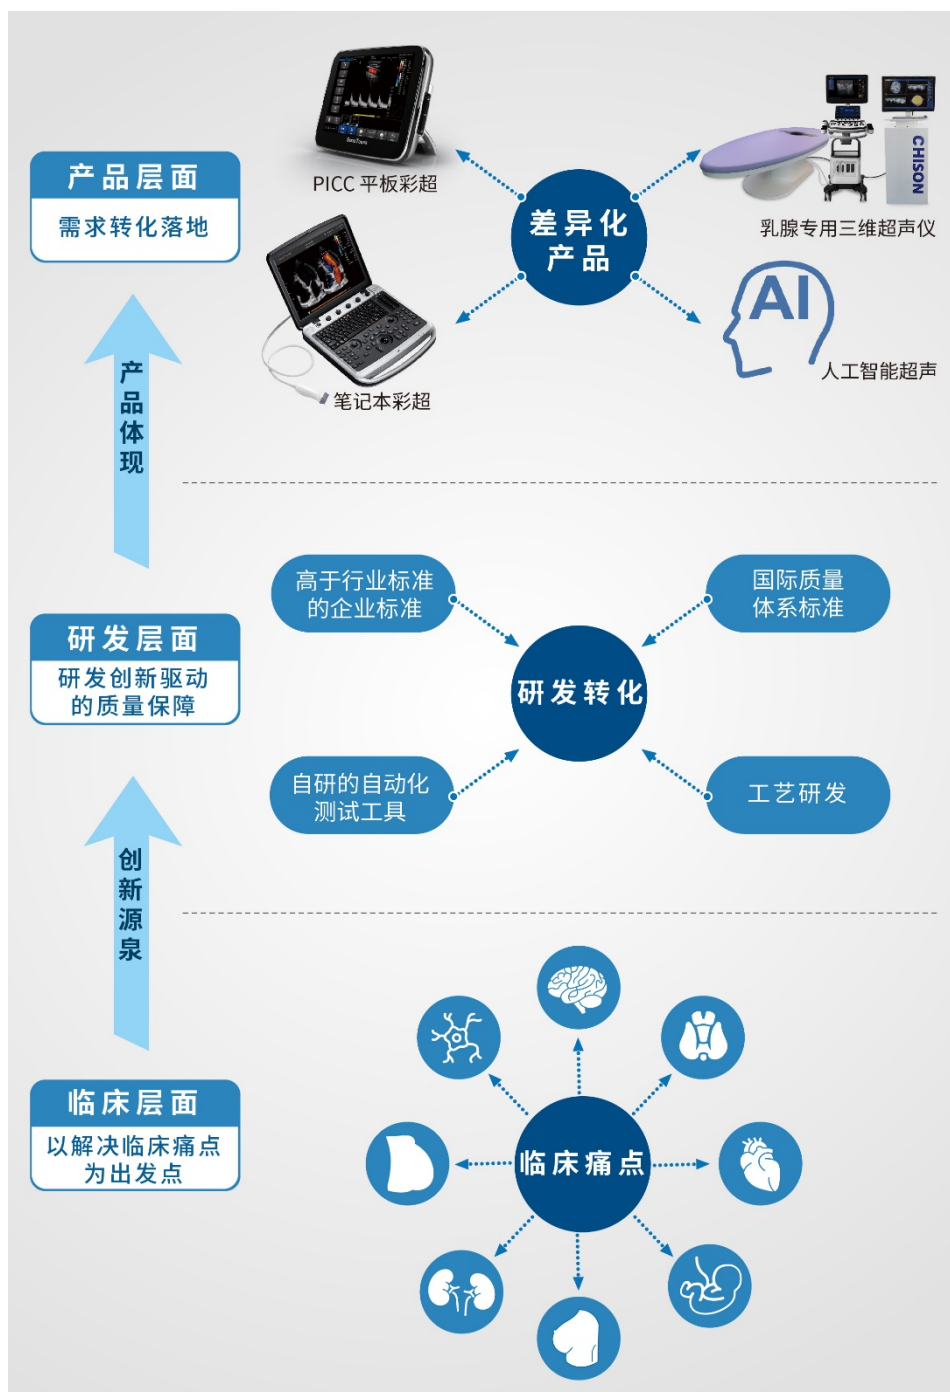 产品层面
需求转化落地
PICC 平板彩超
差异化
产品
CHISON
乳腺专用三维超声仪
笔记本彩超
AI
人工智能超声
产品体现
高于行业标准
的企业标准
国际质量
体系标准
研发层面
研发创新驱动
的质量保障
研发转化
自研的自动化
测试工具
工艺研发
创新源泉
临床层面
以解决临床痛点
为出发点
临床痛点